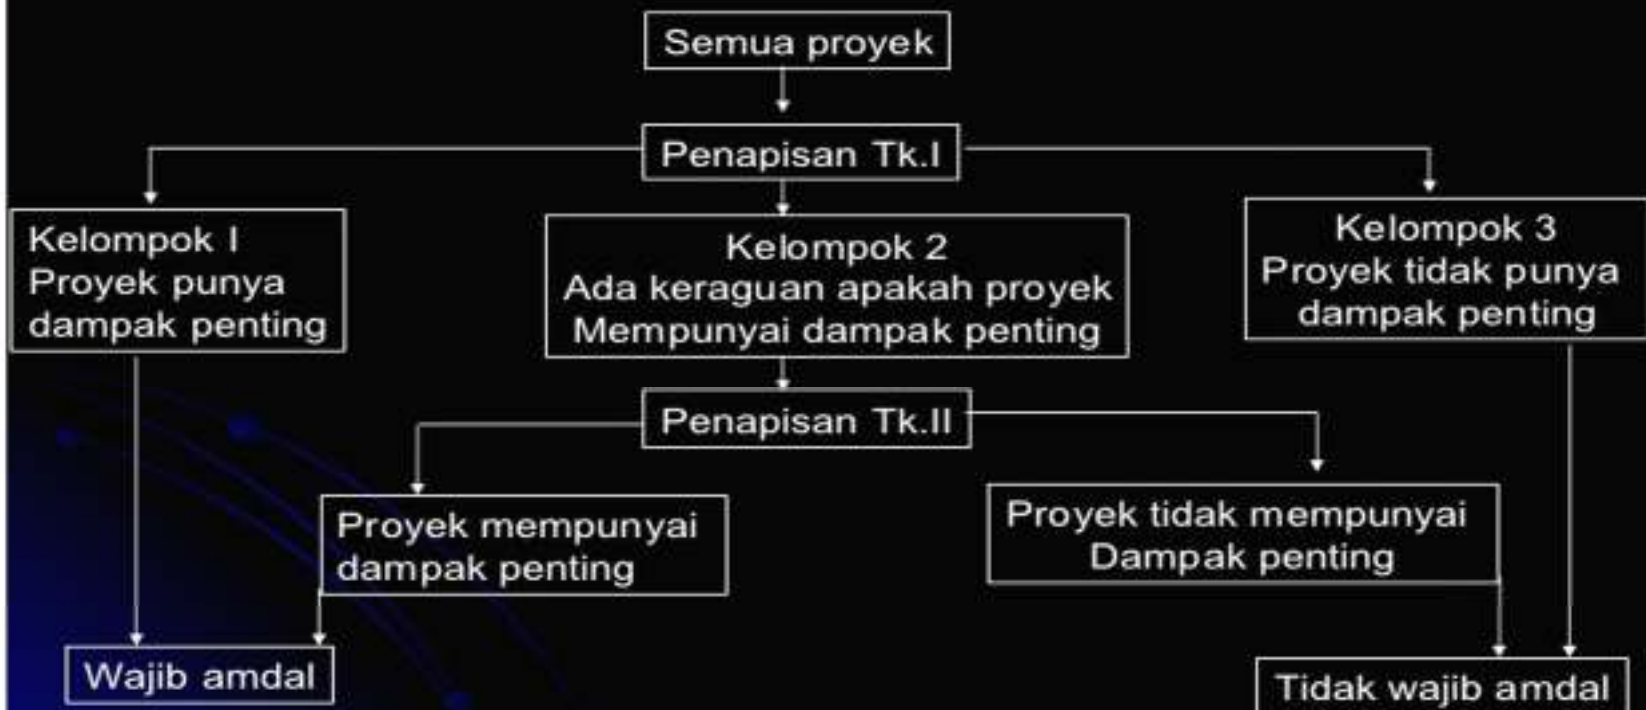 Semua proyek
Penapisan Tk.I
Kelompok I
Proyek punya
dampak penting
Kelompok 2
Ada keraguan apakah proyek
Mempunyai dampak penting
Kelompok 3
Proyek tidak punya
dampak penting
Penapisan Tk.II
Proyek mempunyai
dampak penting
Proyek tidak mempunyai
Dampak penting
Wajib amdal
Tidak wajib amdal